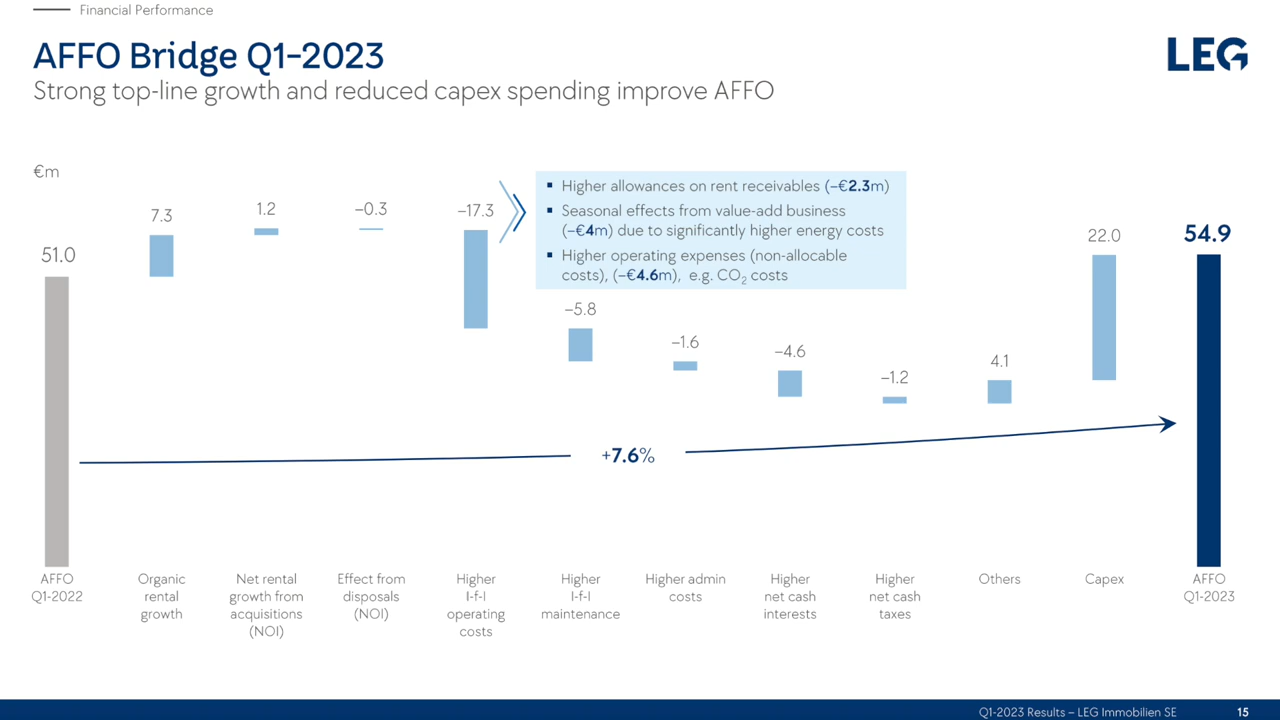 Financial Performance
AFFO Bridge Q1-2023
LEG
Strong top-line growth and reduced capex spending improve AFFO
€m
51.0
7.3
1.2
–0.3
–17.3
▪ Higher allowances on rent receivables (–€2.3m)
▪ Seasonal effects from value-add business
(–€4m) due to significantly higher energy costs
▪ Higher operating expenses (non-allocable
costs), (–€4.6m), e.g. CO₂ costs
–5.8
–1.6
–4.6
–1.2
4.1
22.0
54.9
+7.6%
AFFO
Q1-2022
Organic
rental
growth
Net rental
growth from
acquisitions
(NOI)
Effect from
disposals
(NOI)
Higher
l-f-l
operating
costs
Higher
l-f-l
maintenance
Higher admin
costs
Higher
net cash
interests
Higher
net cash
taxes
Others
Capex
AFFO
Q1-2023
Q1-2023 Results – LEG Immobilien SE
15